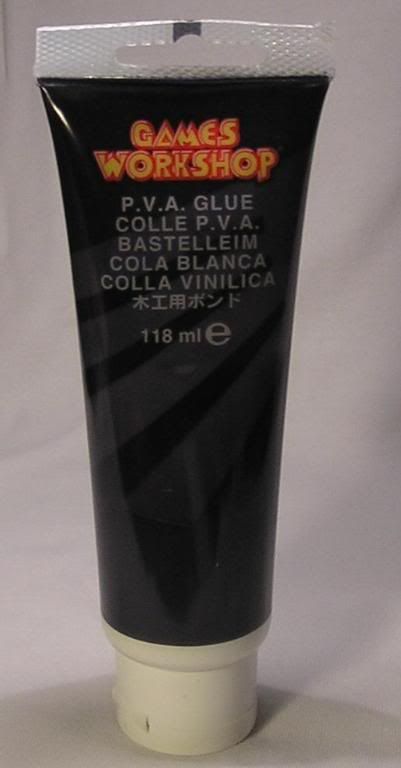 GAMES
WORKSHOP
P.V.A. GLUE
COLLE P.V.A.
BASTELLEIM
COLA BLANCA
COLLA VINILICA
木工用ボンド
118 ml ℮